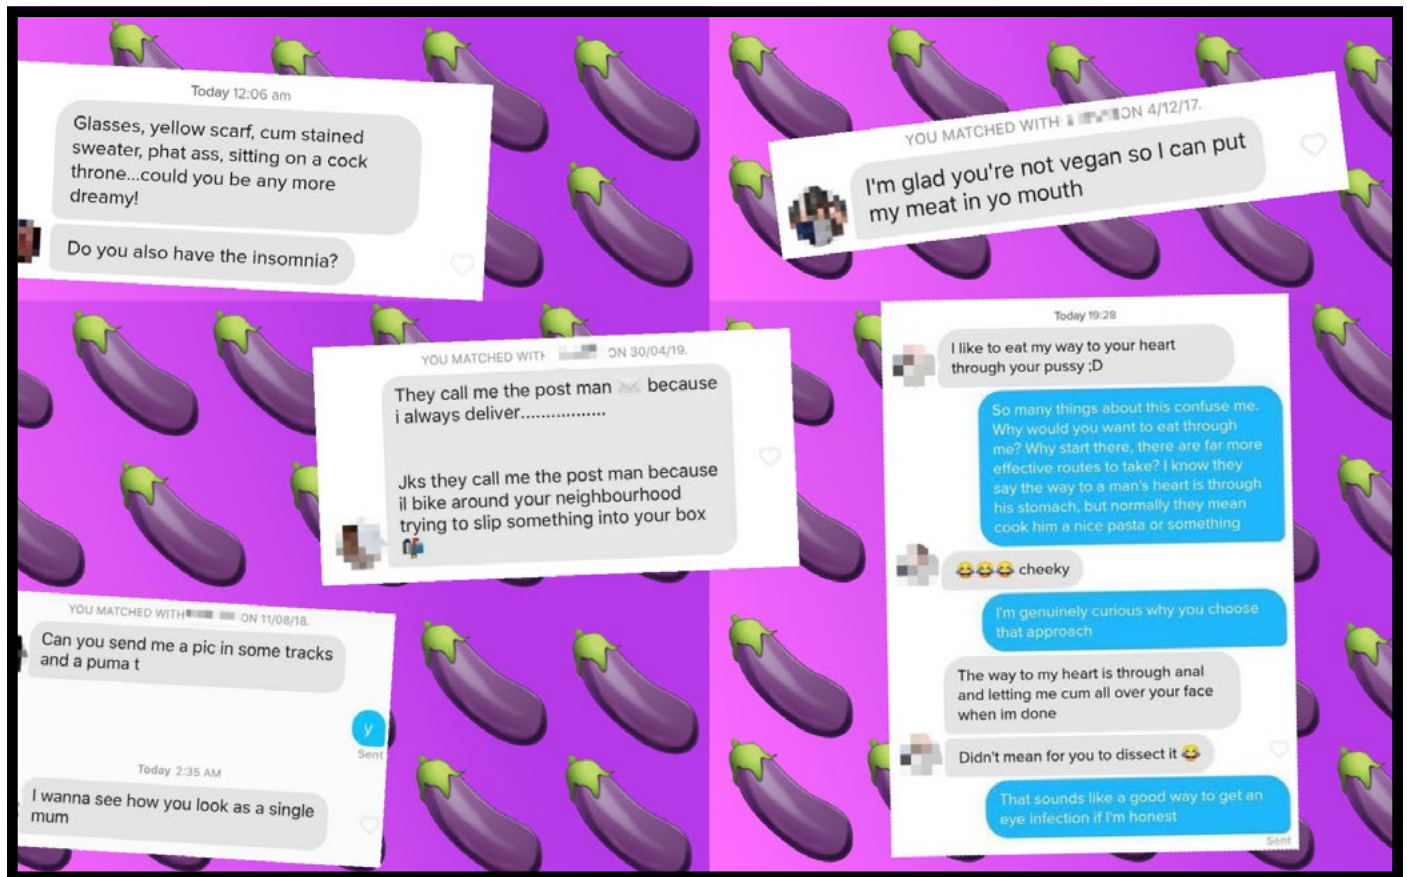 Today 12:06 am
Glasses, yellow scarf, cum stained
sweater, phat ass, sitting on a cock
throne...could you be any more
dreamy!
Do you also have the insomnia?
YOU MATCHED WITH ON 4/12/17.
I'm glad you're not vegan so I can put
my meat in yo mouth
YOU MATCHED WITH ON 30/04/19.
They call me the post man ✉️ because
i always deliver.................
Jks they call me the post man because
il bike around your neighbourhood
trying to slip something into your box
📬
YOU MATCHED WITH ON 11/08/18.
Can you send me a pic in some tracks
and a puma t
y
Sent
Today 2:35 AM
I wanna see how you look as a single
mum
Today 19:28
I like to eat my way to your heart
through your pussy ;D
So many things about this confuse me.
Why would you want to eat through
me? Why start there, there are far more
effective routes to take? I know they
say the way to a man's heart is through
his stomach, but normally they mean
cook him a nice pasta or something
😂😂😂 cheeky
I'm genuinely curious why you choose
that approach
The way to my heart is through anal
and letting me cum all over your face
when im done
Didn't mean for you to dissect it 😂
That sounds like a good way to get an
eye infection if I'm honest
Sent